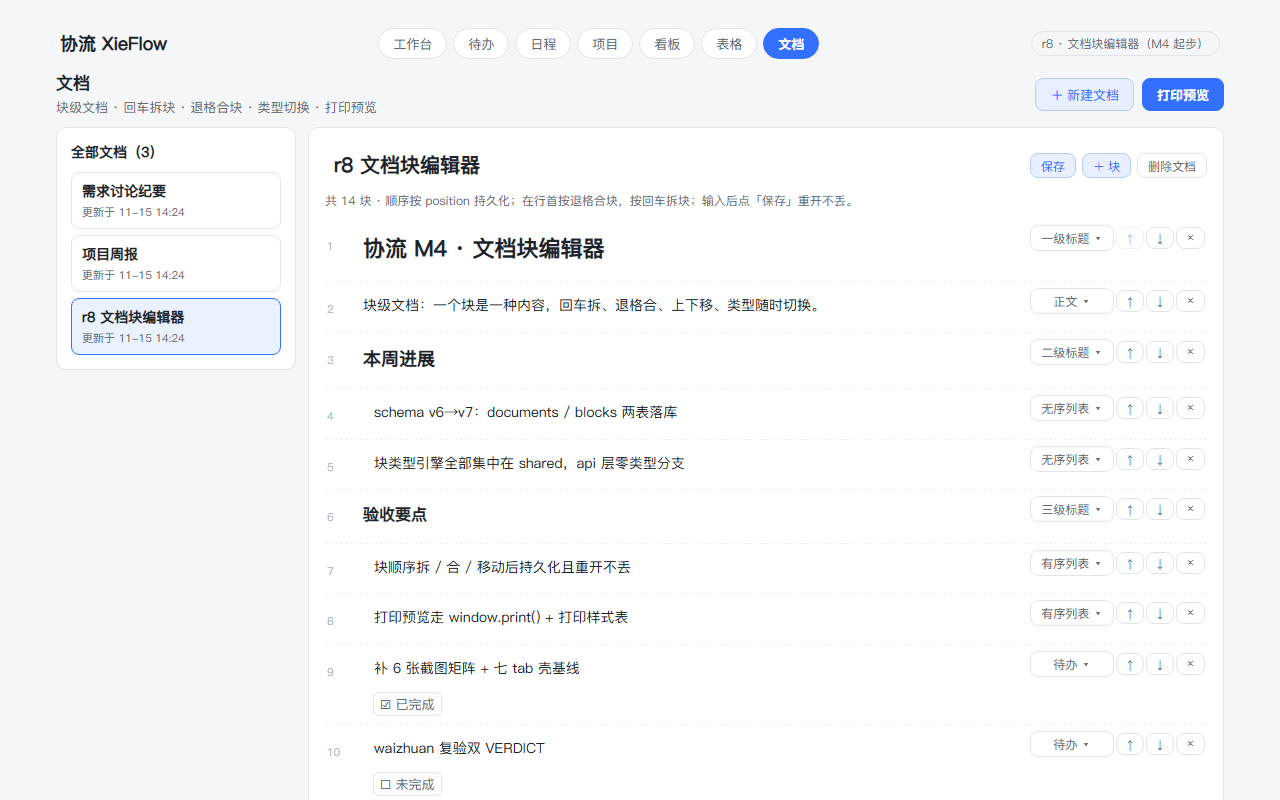 协流 XieFlow
工作台 待办 日程 项目 看板 表格 文档
r8 · 文档块编辑器（M4 起步）
文档
块级文档 · 回车拆块 · 退格合块 · 类型切换 · 打印预览
＋ 新建文档 打印预览
全部文档（3）
需求讨论纪要
更新于 11-15 14:24
项目周报
更新于 11-15 14:24
r8 文档块编辑器
更新于 11-15 14:24
r8 文档块编辑器
保存 ＋ 块 删除文档
共 14 块 · 顺序按 position 持久化；在行首按退格合块，按回车拆块；输入后点「保存」重开不丢。
1 协流 M4 · 文档块编辑器 一级标题 ▾ ↑ ↓ ×
2 块级文档：一个块是一种内容，回车拆、退格合、上下移、类型随时切换。 正文 ▾ ↑ ↓ ×
3 本周进展 二级标题 ▾ ↑ ↓ ×
4 schema v6→v7：documents / blocks 两表落库 无序列表 ▾ ↑ ↓ ×
5 块类型引擎全部集中在 shared，api 层零类型分支 无序列表 ▾ ↑ ↓ ×
6 验收要点 三级标题 ▾ ↑ ↓ ×
7 块顺序拆 / 合 / 移动后持久化且重开不丢 有序列表 ▾ ↑ ↓ ×
8 打印预览走 window.print() + 打印样式表 有序列表 ▾ ↑ ↓ ×
9 补 6 张截图矩阵 + 七 tab 壳基线 待办 ▾ ↑ ↓ ×
☑ 已完成
10 waizhuan 复验双 VERDICT 待办 ▾ ↑ ↓ ×
☐ 未完成